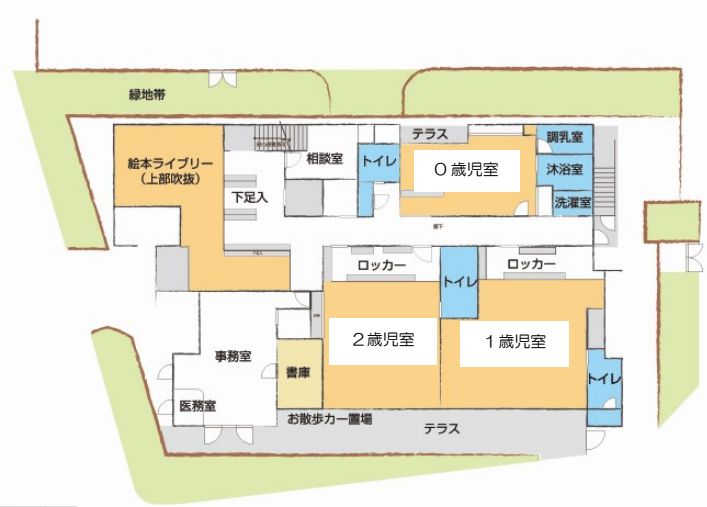 緑地帯
テラス
絵本ライブラリー
（上部吹抜）
相談室
トイレ
０歳児室
調乳室
沐浴室
洗濯室
下足入
廊下
下足入
ロッカー
トイレ
ロッカー
２歳児室
１歳児室
事務室
書庫
トイレ
医務室
お散歩カー置場
テラス